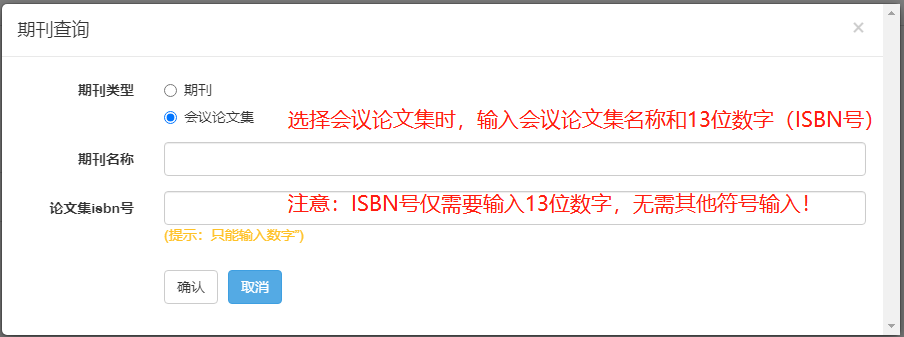 期刊查询
×
期刊类型
期刊
会议论文集
选择会议论文集时，输入会议论文集名称和13位数字（ISBN号）
期刊名称
论文集isbn号
注意：ISBN号仅需要输入13位数字，无需其他符号输入！
(提示：只能输入数字")
确认
取消